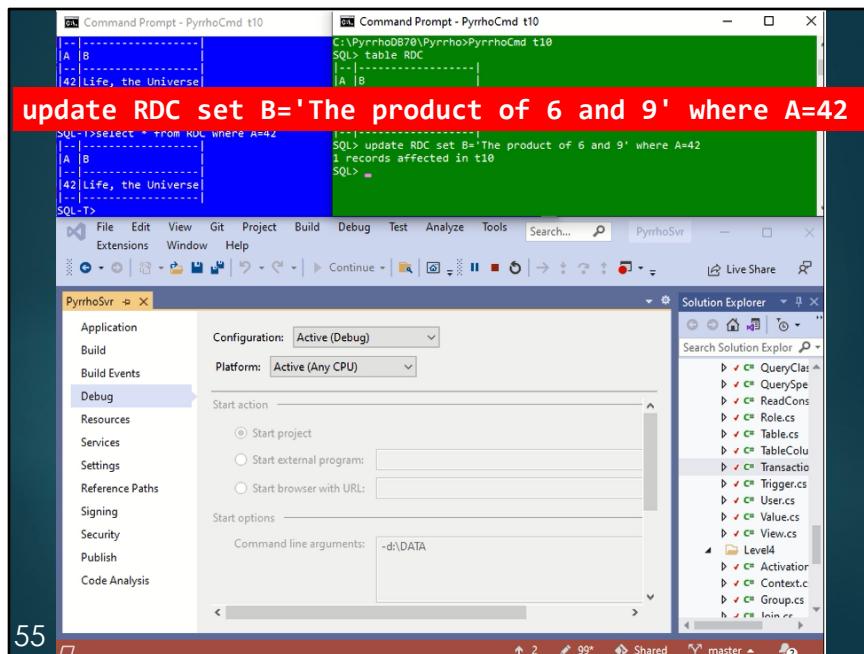 Command Prompt - PyrrhoCmd t10
|--|------------------|
|A |B                 |
|--|------------------|
|42|Life, the Universe|
SQL-T>select * from RDC where A=42
|--|------------------|
|A |B                 |
|--|------------------|
|42|Life, the Universe|
|--|------------------|
SQL-T>
Command Prompt - PyrrhoCmd t10
C:\PyrrhoDB70\Pyrrho>PyrrhoCmd t10
SQL> table RDC
|--|------------------|
|A |B
|--|------------------|
SQL> update RDC set B='The product of 6 and 9' where A=42
1 records affected in t10
SQL>
update RDC set B='The product of 6 and 9' where A=42
File Edit View Git Project Build Debug Test Analyze Tools
Search...
PyrrhoSvr
Extensions Window Help
Continue
Live Share
PyrrhoSvr
Application
Build
Build Events
Debug
Resources
Services
Settings
Reference Paths
Signing
Security
Publish
Code Analysis
Configuration: Active (Debug)
Platform: Active (Any CPU)
Start action
Start project
Start external program:
Start browser with URL:
Start options
Command line arguments: -d:\DATA
Solution Explorer
Search Solution Explor
C# QueryClas
C# QuerySpe
C# ReadCons
C# Role.cs
C# Table.cs
C# TableColu
C# Transactio
C# Trigger.cs
C# User.cs
C# Value.cs
C# View.cs
Level4
C# Activation
C# Context.c
C# Group.cs
C# Join.cs
2 99* Shared master 2
55